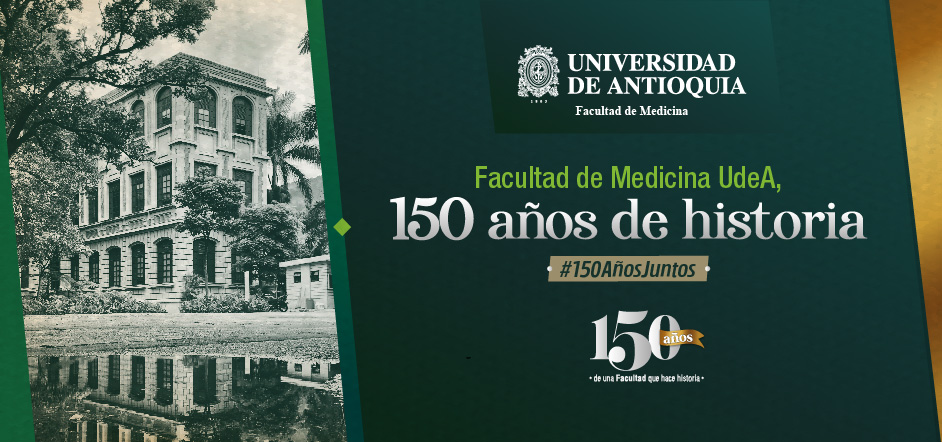 UNIVERSIDAD
DE ANTIOQUIA
1803
Facultad de Medicina
Facultad de Medicina UdeA,
150 años de historia
#150AñosJuntos
150
años
• de una Facultad que hace historia •